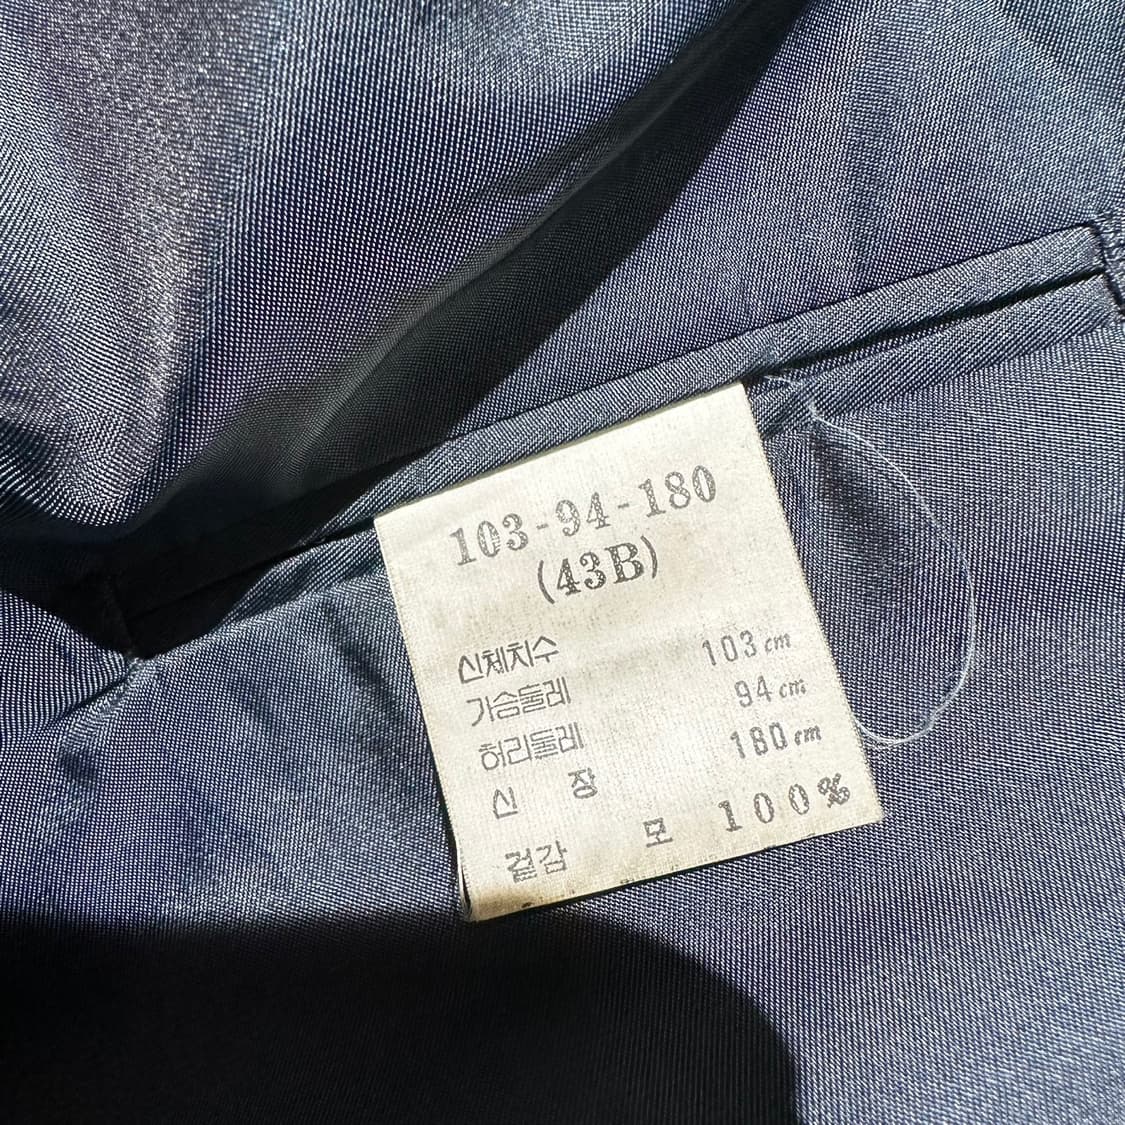 103-94-180
(43B)
신체치수
가슴둘레 103cm
허리둘레 94cm
신 장 180cm
겉감 모 100%